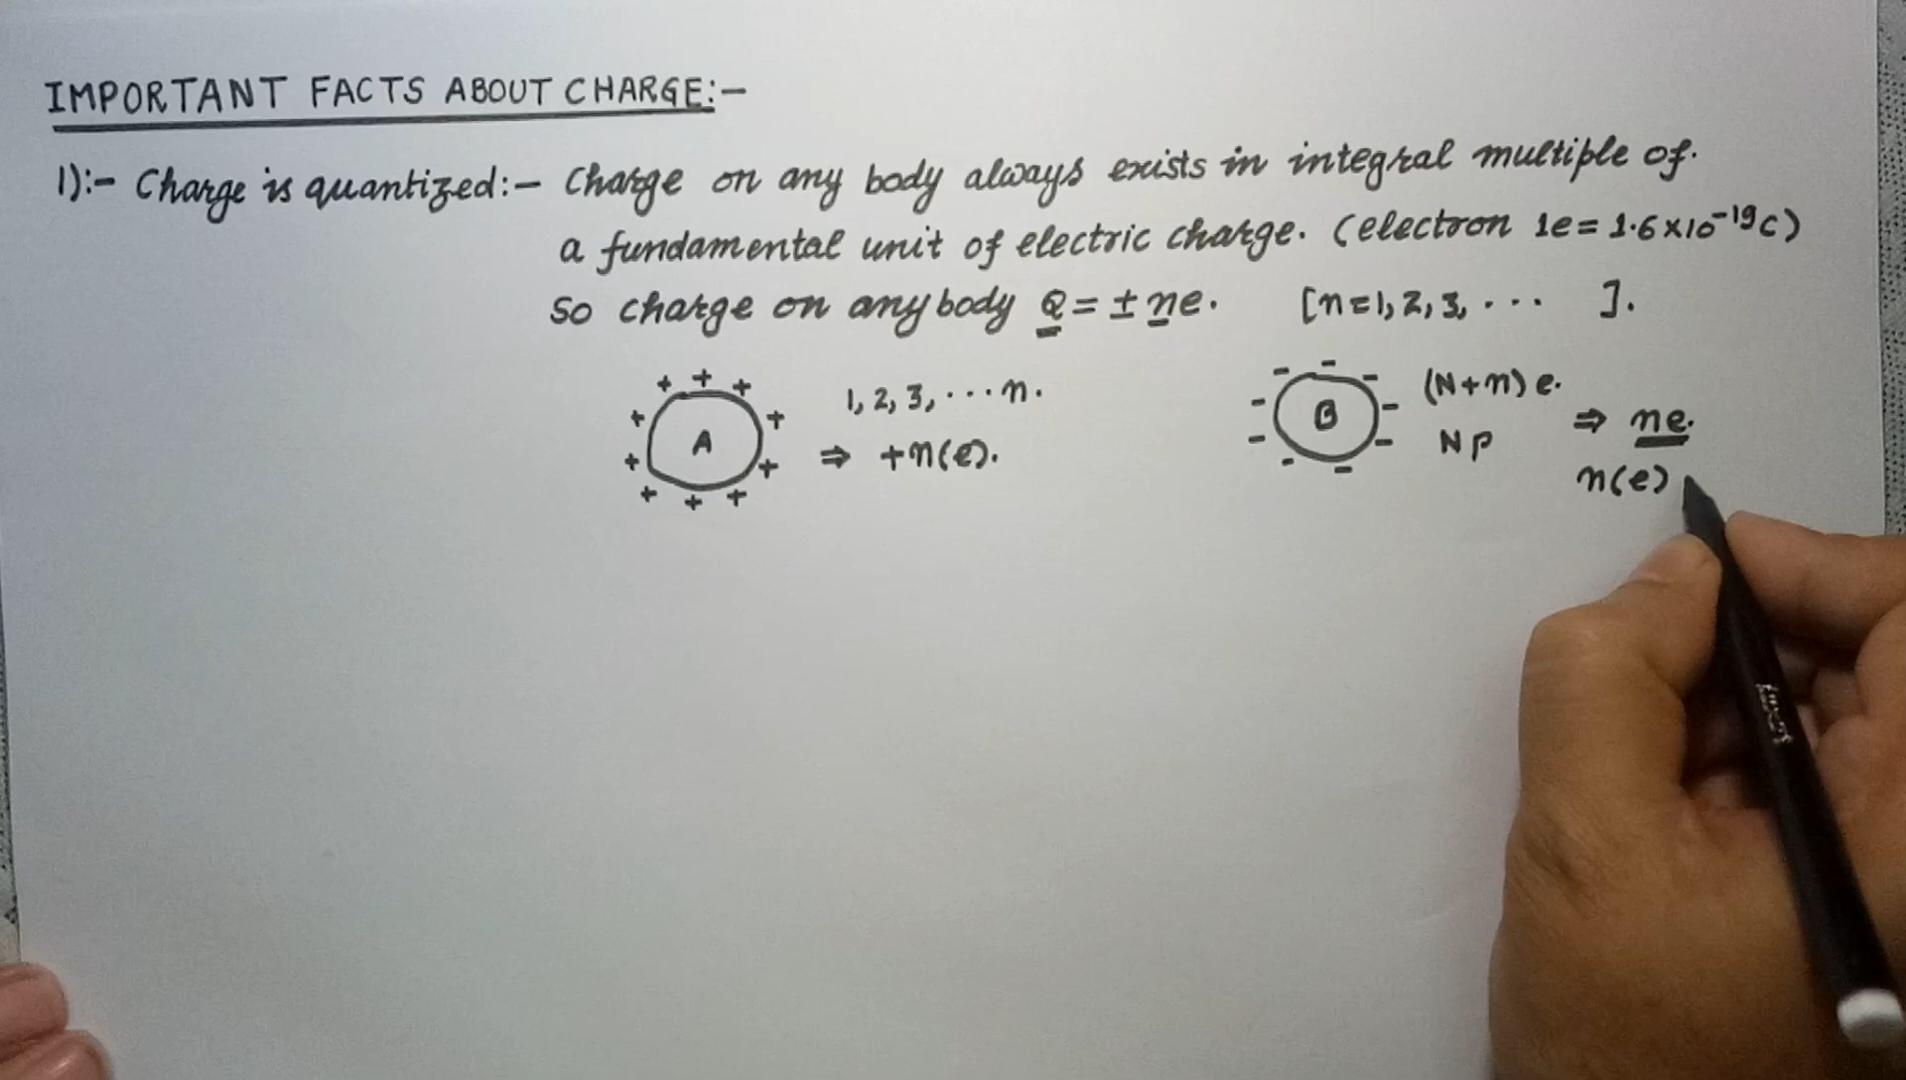 IMPORTANT FACTS ABOUT CHARGE:-
1):- Charge is quantized:- Charge on any body always exists in integral multiple of.
a fundamental unit of electric charge. (electron 1e = 1.6×10⁻¹⁹C)
So charge on any body Q = ± ne. [n=1, 2, 3, ... ].
+ + + + + + + + + + + +
A
1, 2, 3, ... n.
⇒ +n(e).
- - - - - - - - -
B
(N+n) e.
N p
⇒ ne.
n(e)